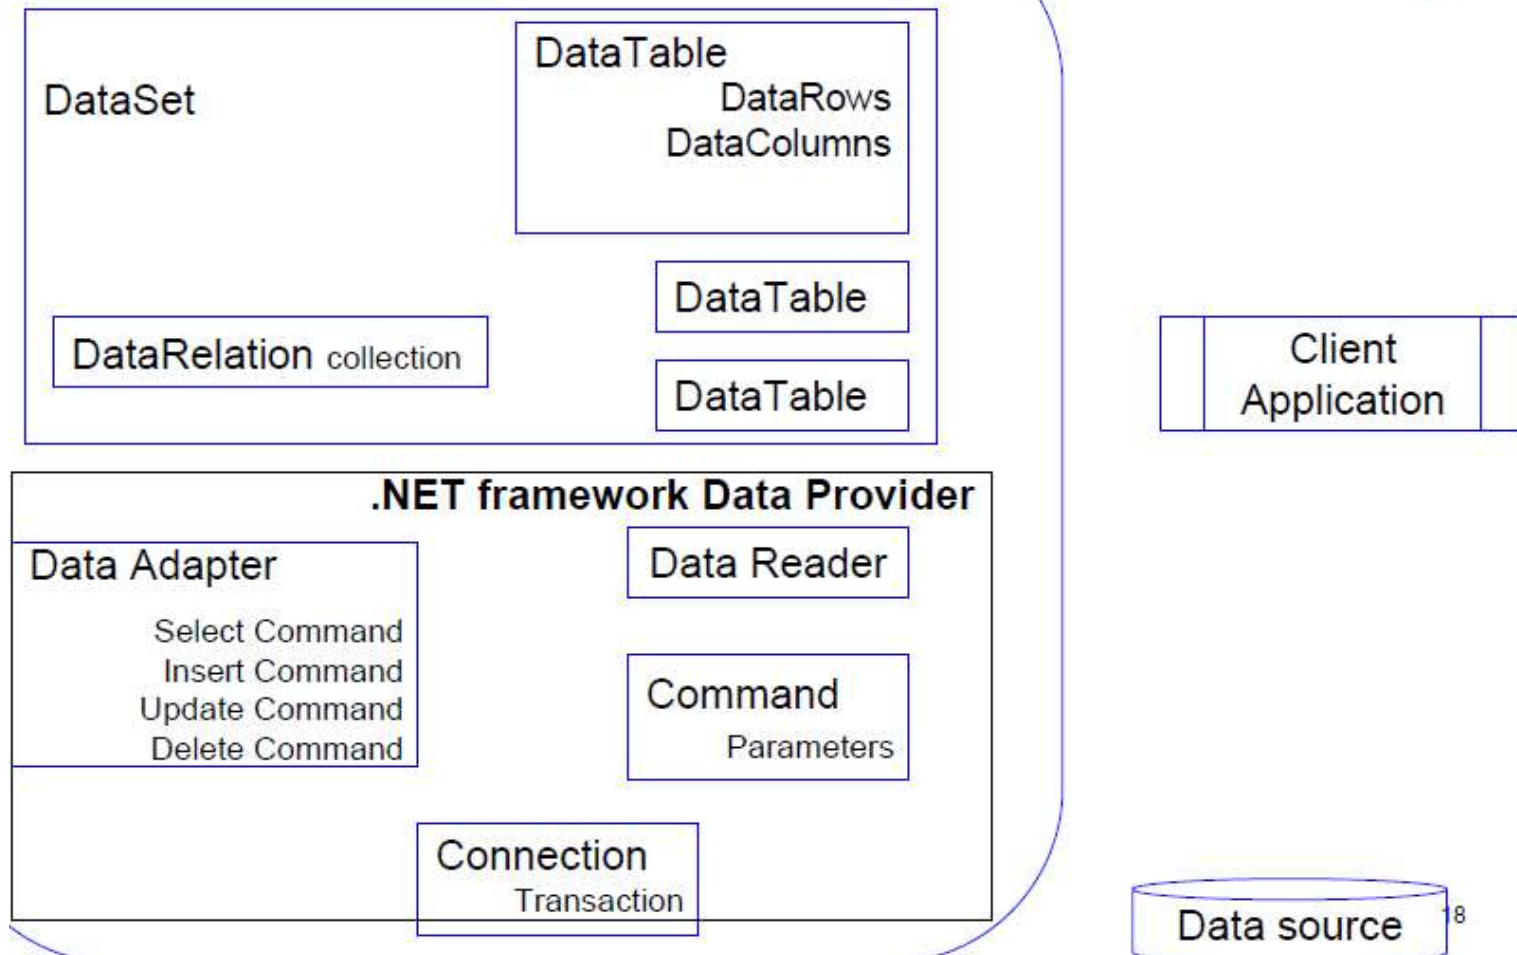 DataSet
DataTable
DataRows
DataColumns
DataTable
DataRelation collection
DataTable
Client
Application
.NET framework Data Provider
Data Adapter
Select Command
Insert Command
Update Command
Delete Command
Data Reader
Command
Parameters
Connection
Transaction
Data source
18